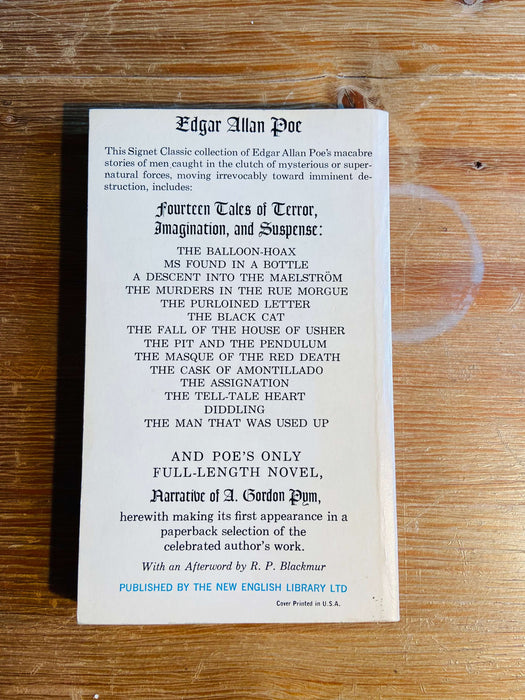 Edgar Allan Poe
This Signet Classic collection of Edgar Allan Poe's macabre
stories of men caught in the clutch of mysterious or super-
natural forces, moving irrevocably toward imminent de-
struction, includes:
Fourteen Tales of Terror,
Imagination, and Suspense:
THE BALLOON-HOAX
MS FOUND IN A BOTTLE
A DESCENT INTO THE MAELSTRÖM
THE MURDERS IN THE RUE MORGUE
THE PURLOINED LETTER
THE BLACK CAT
THE FALL OF THE HOUSE OF USHER
THE PIT AND THE PENDULUM
THE MASQUE OF THE RED DEATH
THE CASK OF AMONTILLADO
THE ASSIGNATION
THE TELL-TALE HEART
DIDDLING
THE MAN THAT WAS USED UP
AND POE'S ONLY
FULL-LENGTH NOVEL,
Narrative of A. Gordon Pym,
herewith making its first appearance in a
paperback selection of the
celebrated author's work.
With an Afterword by R. P. Blackmur
PUBLISHED BY THE NEW ENGLISH LIBRARY LTD
Cover Printed in U.S.A.